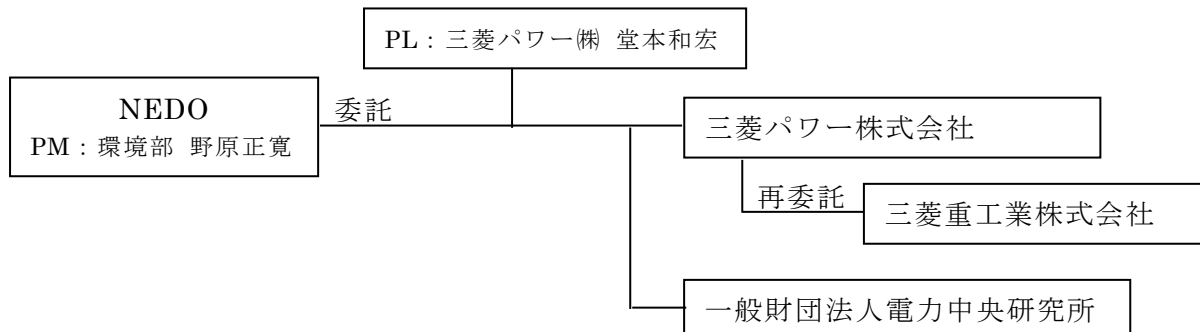 PL：三菱パワー㈱ 堂本和宏
NEDO
PM：環境部 野原正寛
委託
三菱パワー株式会社
再委託
三菱重工業株式会社
一般財団法人電力中央研究所